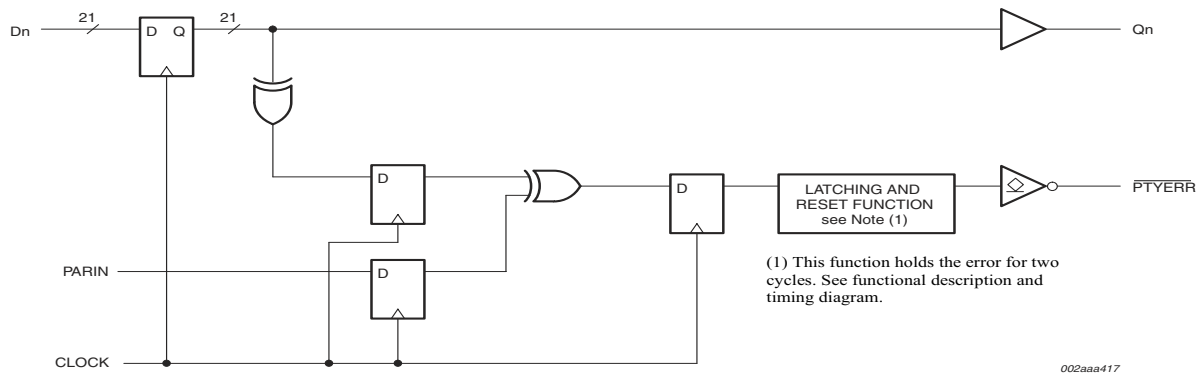 21
21
Dn
D Q
Qn
D
D
LATCHING AND
RESET FUNCTION
see Note (1)
PTYERR
PARIN
D
(1) This function holds the error for two
cycles. See functional description and
timing diagram.
CLOCK
002aaa417